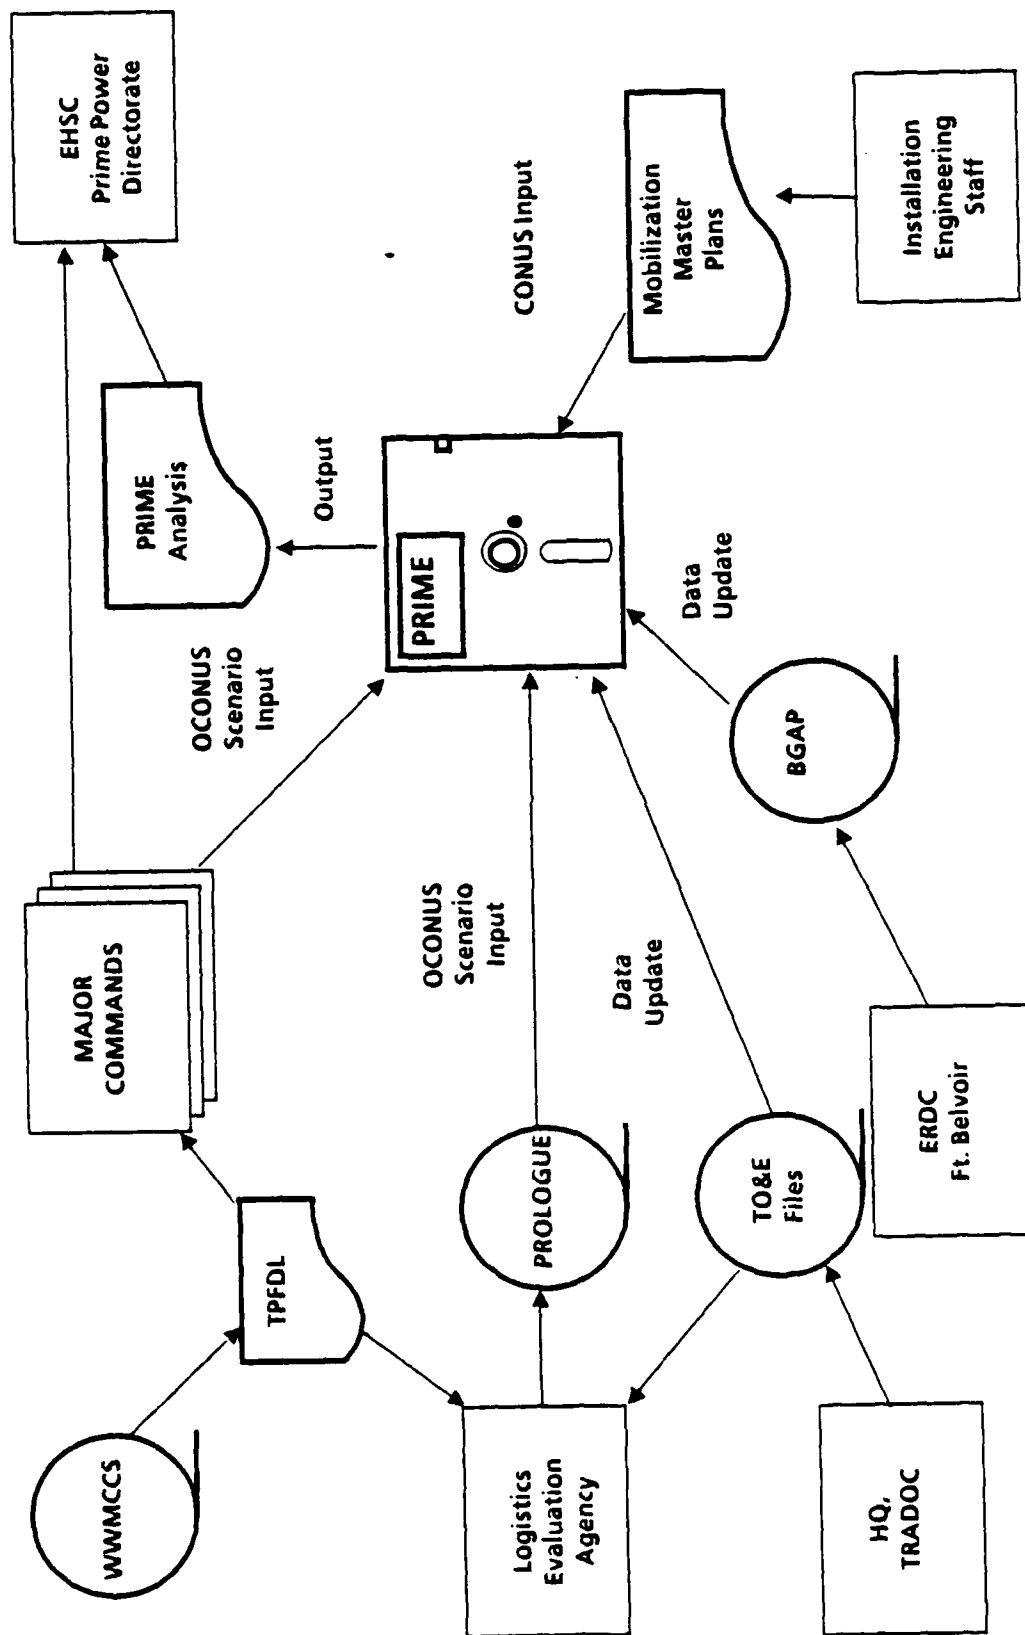 WWMCCS
TPFDL
MAJOR
COMMANDS
EHSC
Prime Power
Directorate
OCONUS
Scenario
Input
PRIME
Analysis
Output
Logistics
Evaluation
Agency
PROLOGUE
OCONUS
Scenario
Input
PRIME
CONUS Input
Data
Update
TO&E
Files
Data
Update
BGAP
Mobilization
Master
Plans
HQ,
TRADOC
ERDC
Ft. Belvoir
Installation
Engineering
Staff